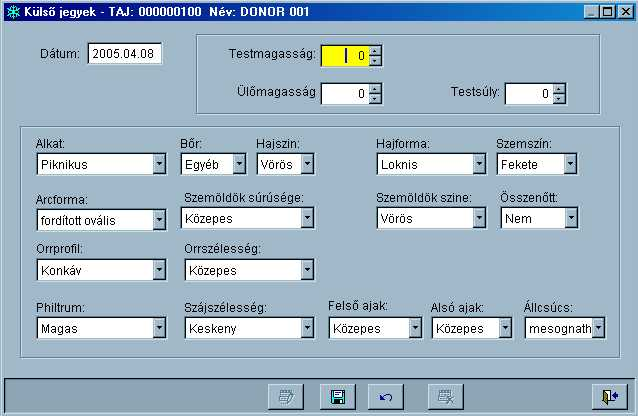 Külső jegyek - TAJ: 000000100 Név: DONOR 001
Dátum: 2005.04.08 Testmagasság: 0
Ülőmagasság 0 Testsúly: 0
Alkat: Bőr: Hajszin: Hajforma: Szemszín:
Piknikus Egyéb Vörös Loknis Fekete
Arcforma: Szemöldök súrúsége: Szemöldök szine: Összenőtt:
fordított ovális Közepes Vörös Nem
Orrprofil: Orrszélesség:
Konkáv Közepes
Philtrum: Szájszélesség: Felső ajak: Alsó ajak: Állcsúcs:
Magas Keskeny Közepes Közepes mesognath